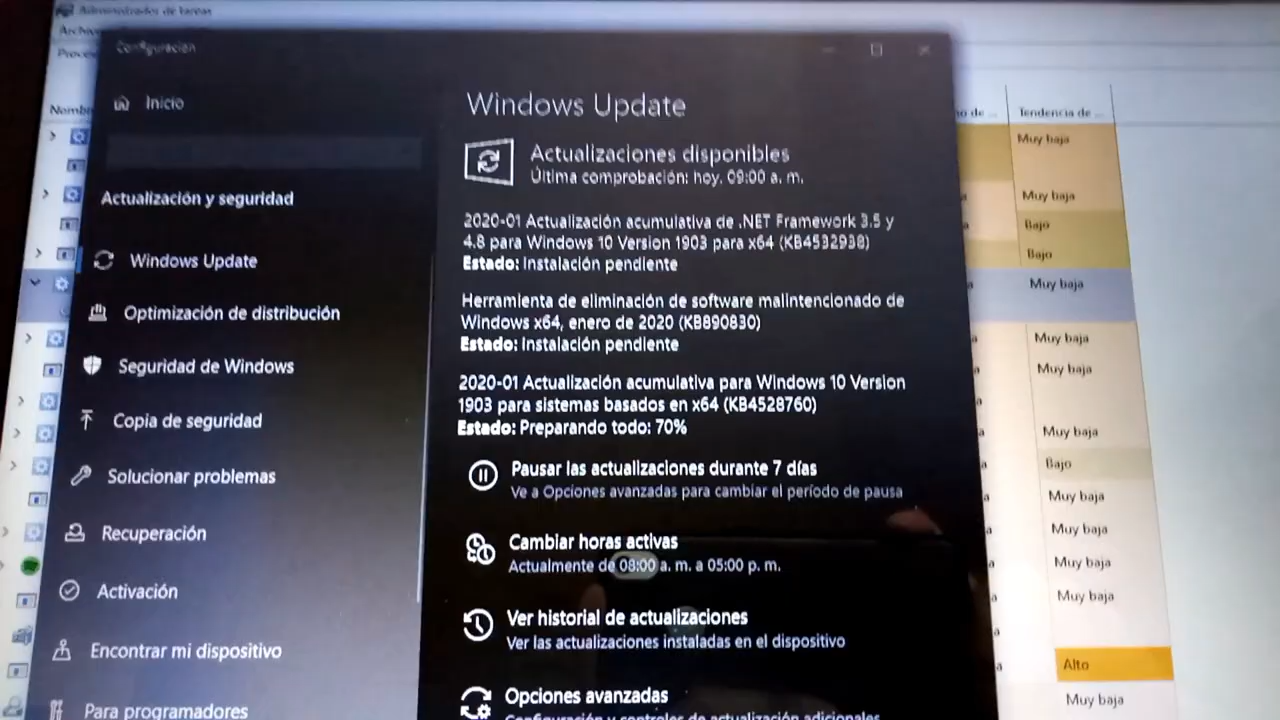 Administrador de tareas
Configuración
Inicio
Actualización y seguridad
Windows Update
Optimización de distribución
Seguridad de Windows
Copia de seguridad
Solucionar problemas
Recuperación
Activación
Encontrar mi dispositivo
Para programadores
Windows Update
Actualizaciones disponibles
Última comprobación: hoy, 09:00 a. m.
2020-01 Actualización acumulativa de .NET Framework 3.5 y
4.8 para Windows 10 Version 1903 para x64 (KB4532938)
Estado: Instalación pendiente
Herramienta de eliminación de software malintencionado de
Windows x64, enero de 2020 (KB890830)
Estado: Instalación pendiente
2020-01 Actualización acumulativa para Windows 10 Version
1903 para sistemas basados en x64 (KB4528760)
Estado: Preparando todo: 70%
Pausar las actualizaciones durante 7 días
Ve a Opciones avanzadas para cambiar el período de pausa
Cambiar horas activas
Actualmente de 08:00 a. m. a 05:00 p. m.
Ver historial de actualizaciones
Ver las actualizaciones instaladas en el dispositivo
Opciones avanzadas
Configuración y controles de actualización adicionales
Tendencia de ...
Muy baja
Muy baja
Bajo
Bajo
Muy baja
Muy baja
Muy baja
Muy baja
Bajo
Muy baja
Muy baja
Muy baja
Muy baja
Alto
Muy baja